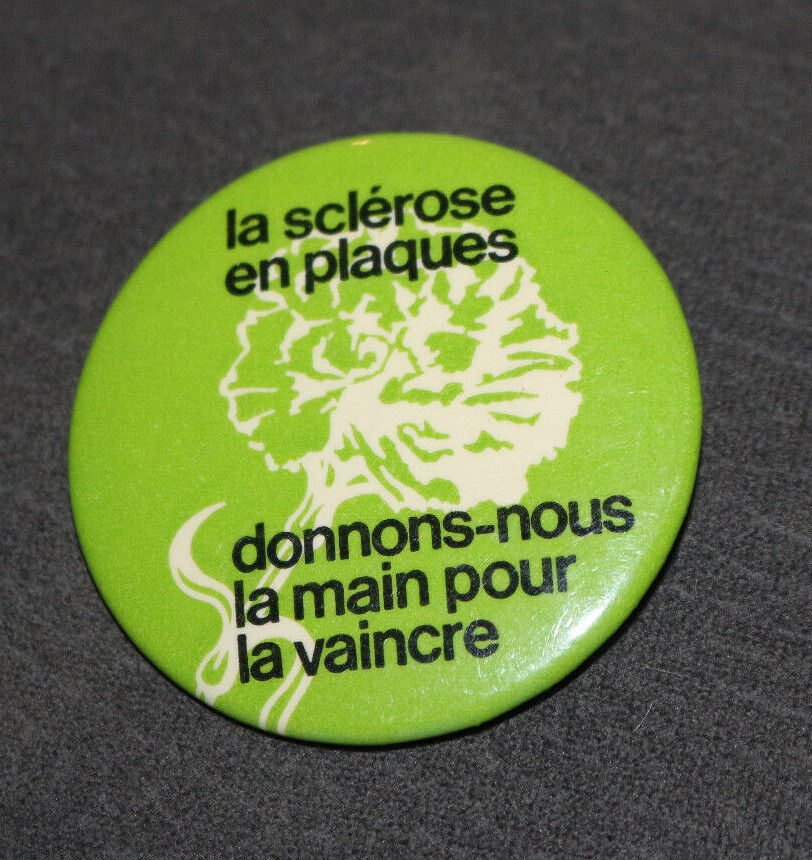 la sclérose
en plaques
donnons-nous
la main pour
la vaincre